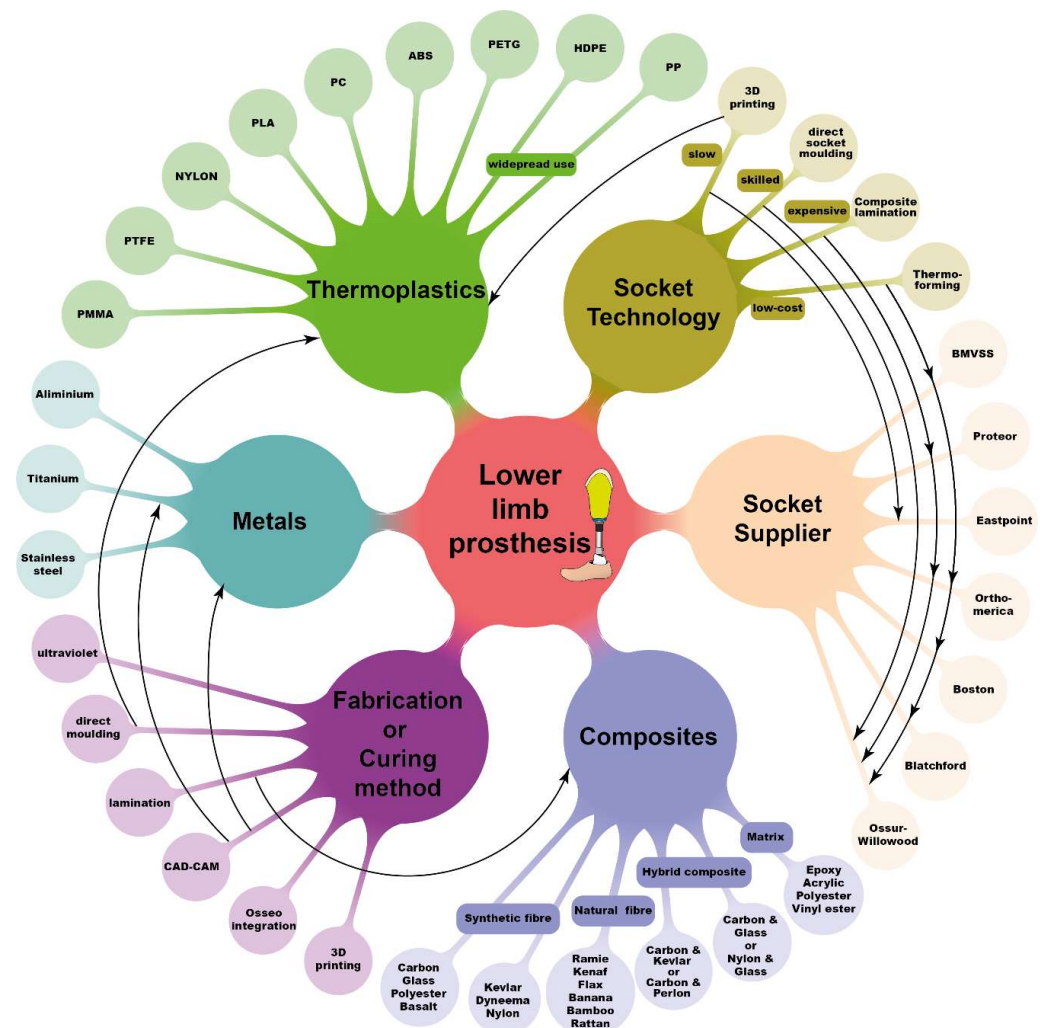 Lower
limb
prosthesis
Thermoplastics
PMMA
PTFE
NYLON
PLA
PC
ABS
PETG
HDPE
PP
widepread use
Socket
Technology
3D
printing
slow
direct
socket
moulding
skilled
Composite
lamination
expensive
Thermo-
forming
low-cost
Socket
Supplier
BMVSS
Proteor
Eastpoint
Ortho-
merica
Boston
Blatchford
Ossur-
Willowood
Composites
Matrix
Epoxy
Acrylic
Polyester
Vinyl ester
Hybrid composite
Carbon &
Glass
or
Nylon &
Glass
Carbon &
Kevlar
or
Carbon &
Perlon
Natural fibre
Ramie
Kenaf
Flax
Banana
Bamboo
Rattan
Synthetic fibre
Kevlar
Dyneema
Nylon
Carbon
Glass
Polyester
Basalt
Fabrication
or
Curing
method
3D
printing
Osseo
integration
CAD-CAM
lamination
direct
moulding
ultraviolet
Metals
Stainless
steel
Titanium
Aliminium